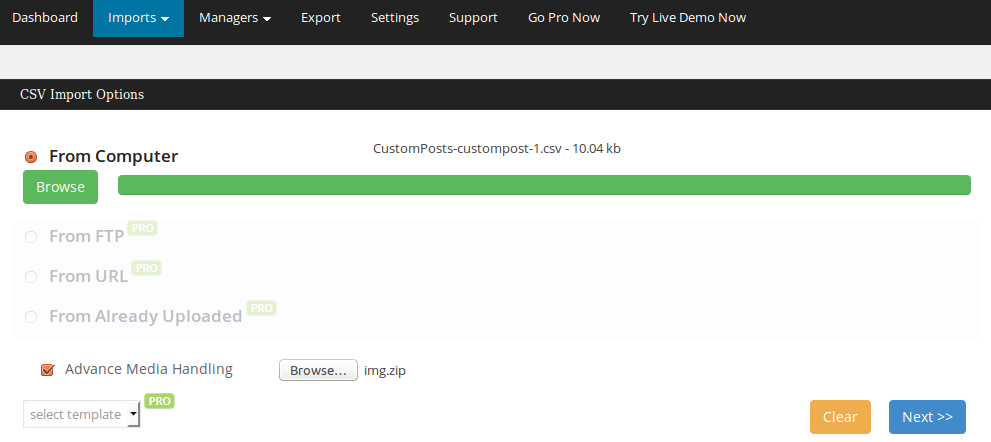 Dashboard Imports Managers Export Settings Support Go Pro Now Try Live Demo Now
CSV Import Options
From Computer CustomPosts-custompost-1.csv - 10.04 kb
Browse
From FTP PRO
From URL PRO
From Already Uploaded PRO
Advance Media Handling Browse... img.zip
select template PRO Clear Next >>